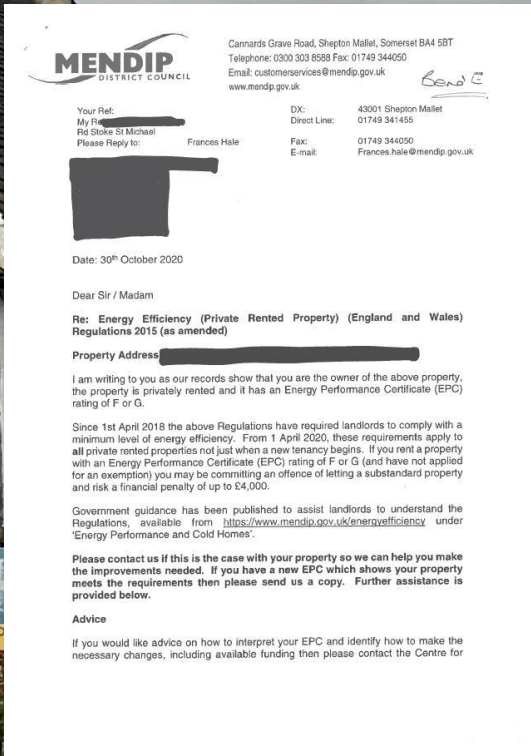 MENDIP
DISTRICT COUNCIL
Cannards Grave Road, Shepton Mallet, Somerset BA4 5BT
Telephone: 0300 303 8588 Fax: 01749 344050
Email: customerservices@mendip.gov.uk
www.mendip.gov.uk
Band E
Your Ref:
My Re
Rd Stoke St Michael
Please Reply to: Frances Hale
DX: 43001 Shepton Mallet
Direct Line: 01749 341455
Fax: 01749 344050
E-mail: Frances.hale@mendip.gov.uk
Date: 30th October 2020
Dear Sir / Madam
Re: Energy Efficiency (Private Rented Property) (England and Wales)
Regulations 2015 (as amended)
Property Address
I am writing to you as our records show that you are the owner of the above property,
the property is privately rented and it has an Energy Performance Certificate (EPC)
rating of F or G.
Since 1st April 2018 the above Regulations have required landlords to comply with a
minimum level of energy efficiency. From 1 April 2020, these requirements apply to
all private rented properties not just when a new tenancy begins. If you rent a property
with an Energy Performance Certificate (EPC) rating of F or G (and have not applied
for an exemption) you may be committing an offence of letting a substandard property
and risk a financial penalty of up to £4,000.
Government guidance has been published to assist landlords to understand the
Regulations, available from https://www.mendip.gov.uk/energyefficiency under
'Energy Performance and Cold Homes'.
Please contact us if this is the case with your property so we can help you make
the improvements needed. If you have a new EPC which shows your property
meets the requirements then please send us a copy. Further assistance is
provided below.
Advice
If you would like advice on how to interpret your EPC and identify how to make the
necessary changes, including available funding then please contact the Centre for